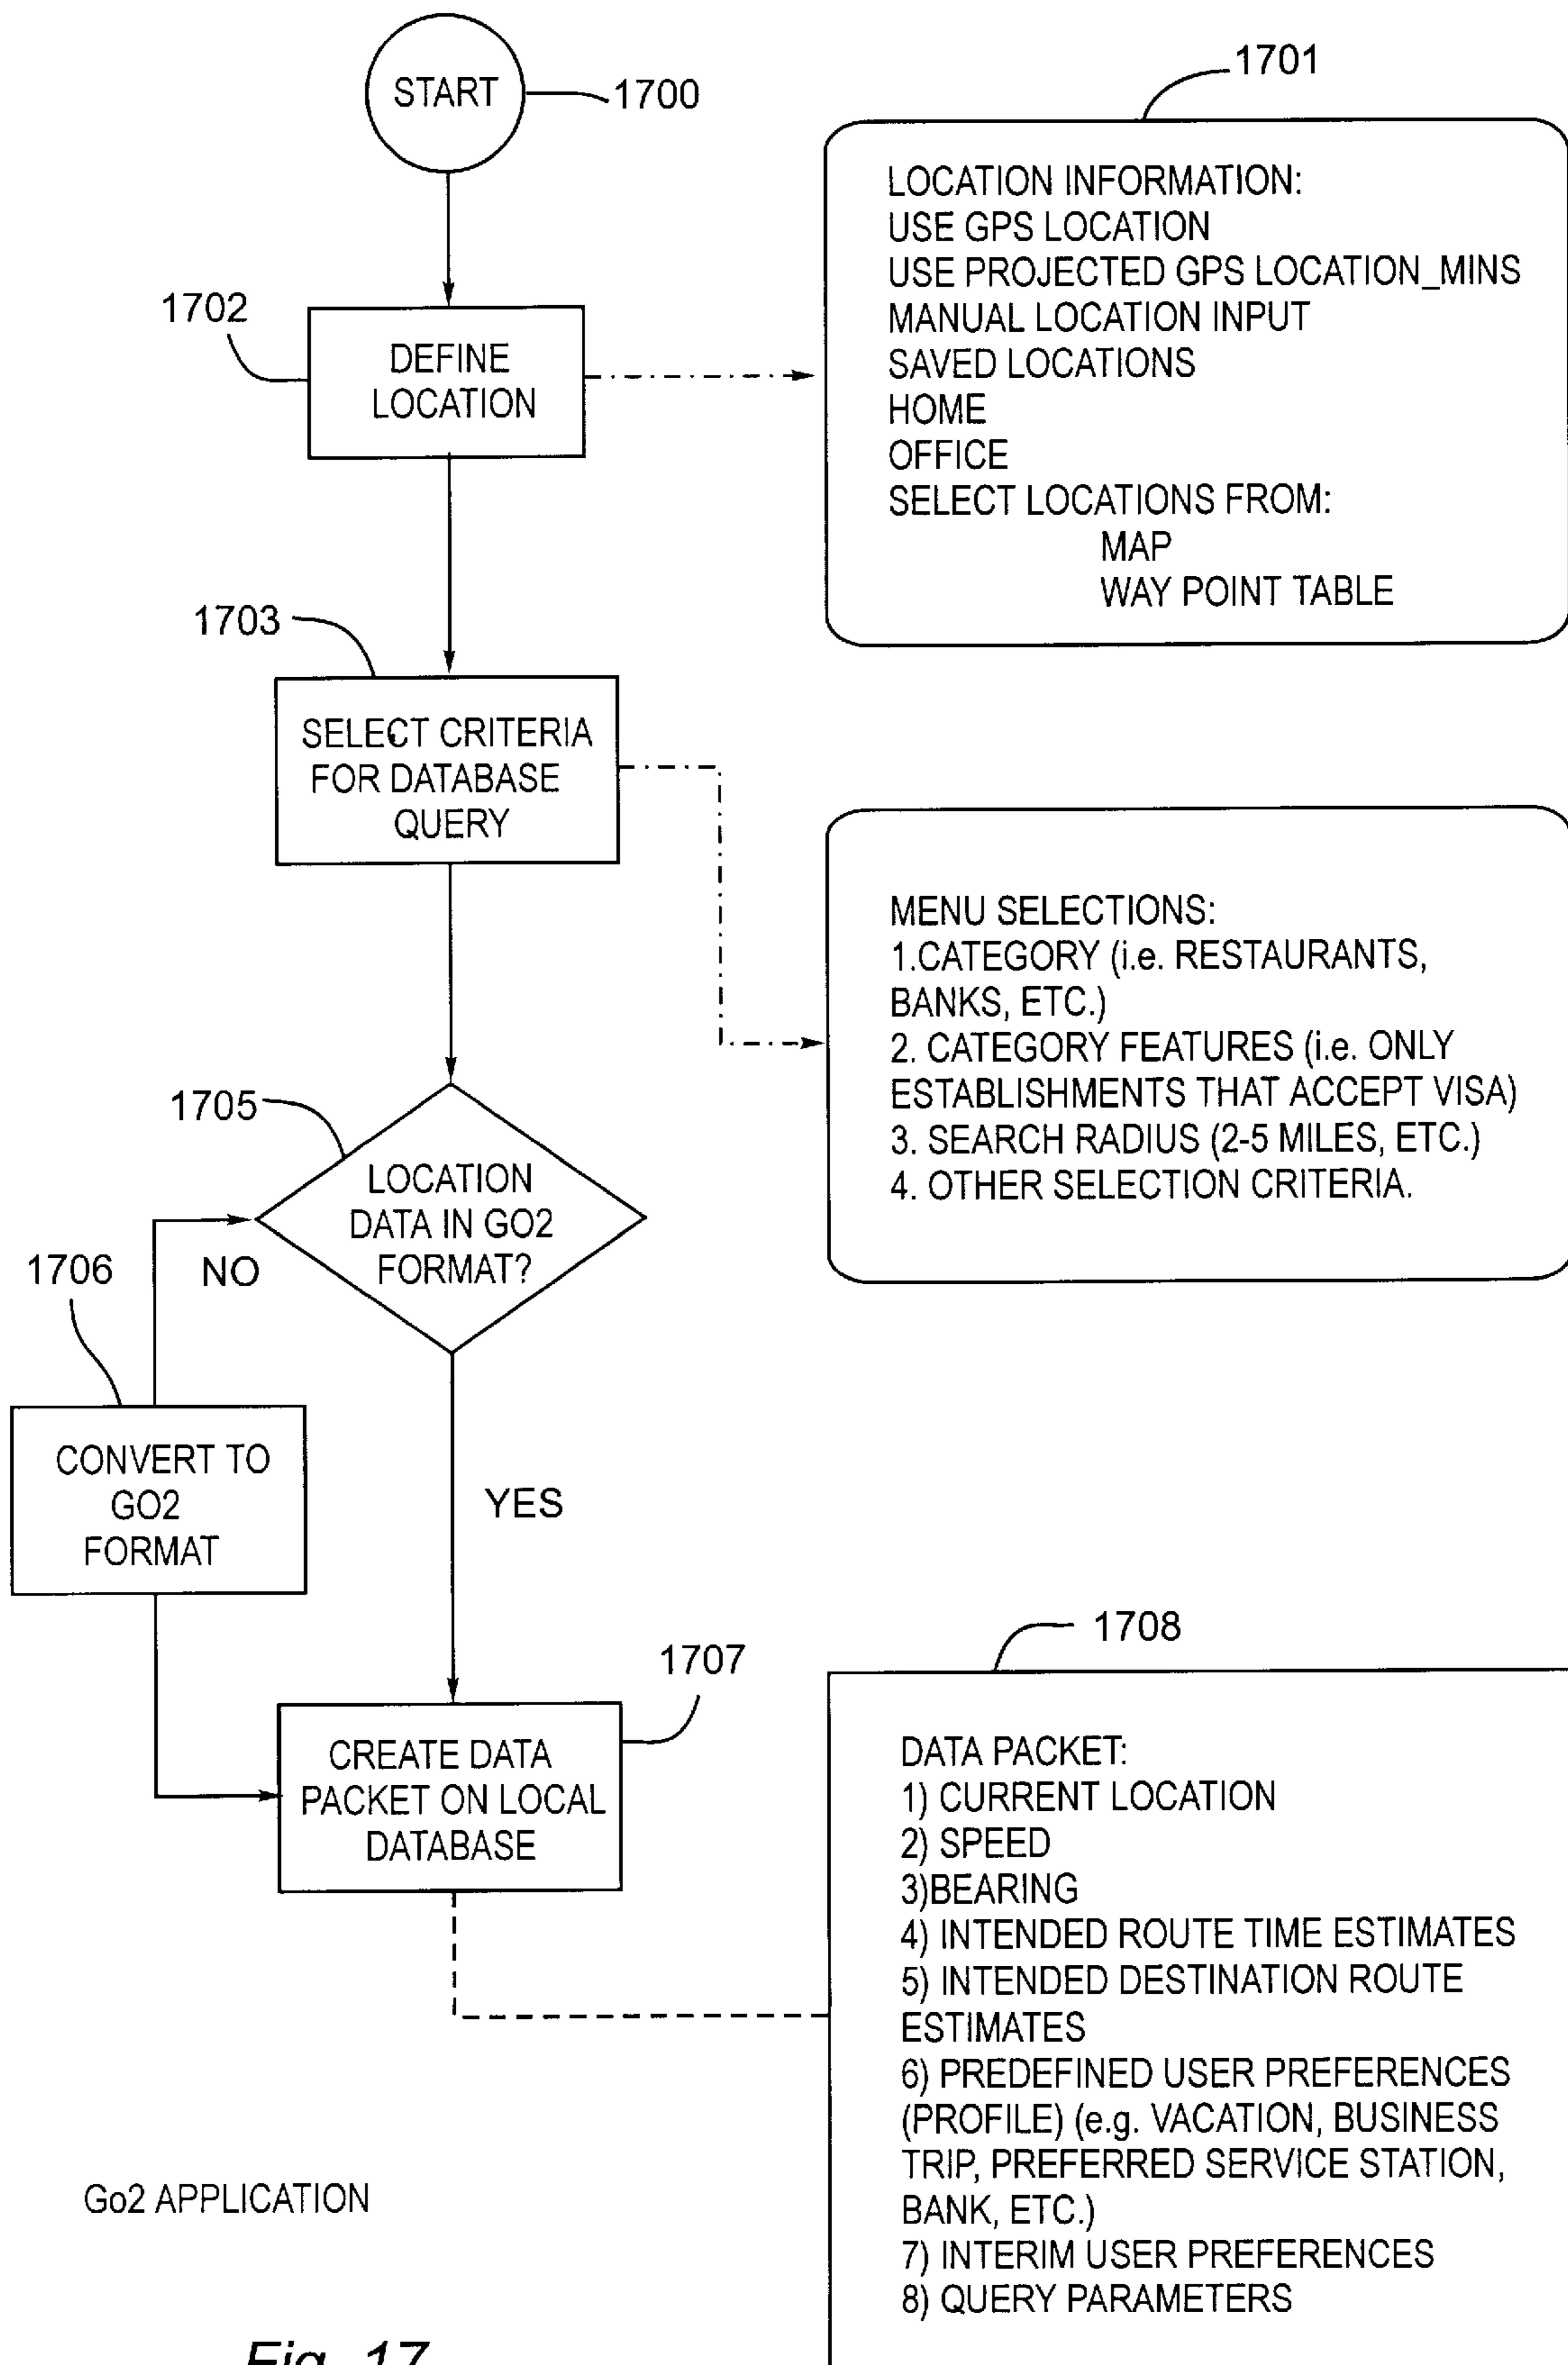 START
1700
1701
LOCATION INFORMATION:
USE GPS LOCATION
USE PROJECTED GPS LOCATION_MINS
MANUAL LOCATION INPUT
SAVED LOCATIONS
HOME
OFFICE
SELECT LOCATIONS FROM:
MAP
WAY POINT TABLE
1702
DEFINE
LOCATION
1703
SELECT CRITERIA
FOR DATABASE
QUERY
MENU SELECTIONS:
1.CATEGORY (i.e. RESTAURANTS,
BANKS, ETC.)
2. CATEGORY FEATURES (i.e. ONLY
ESTABLISHMENTS THAT ACCEPT VISA)
3. SEARCH RADIUS (2-5 MILES, ETC.)
4. OTHER SELECTION CRITERIA.
1705
LOCATION
DATA IN GO2
FORMAT?
1706
NO
CONVERT TO
GO2
FORMAT
YES
1707
CREATE DATA
PACKET ON LOCAL
DATABASE
1708
DATA PACKET:
1) CURRENT LOCATION
2) SPEED
3)BEARING
4) INTENDED ROUTE TIME ESTIMATES
5) INTENDED DESTINATION ROUTE
ESTIMATES
6) PREDEFINED USER PREFERENCES
(PROFILE) (e.g. VACATION, BUSINESS
TRIP, PREFERRED SERVICE STATION,
BANK, ETC.)
7) INTERIM USER PREFERENCES
8) QUERY PARAMETERS
Go2 APPLICATION
Fig. 17